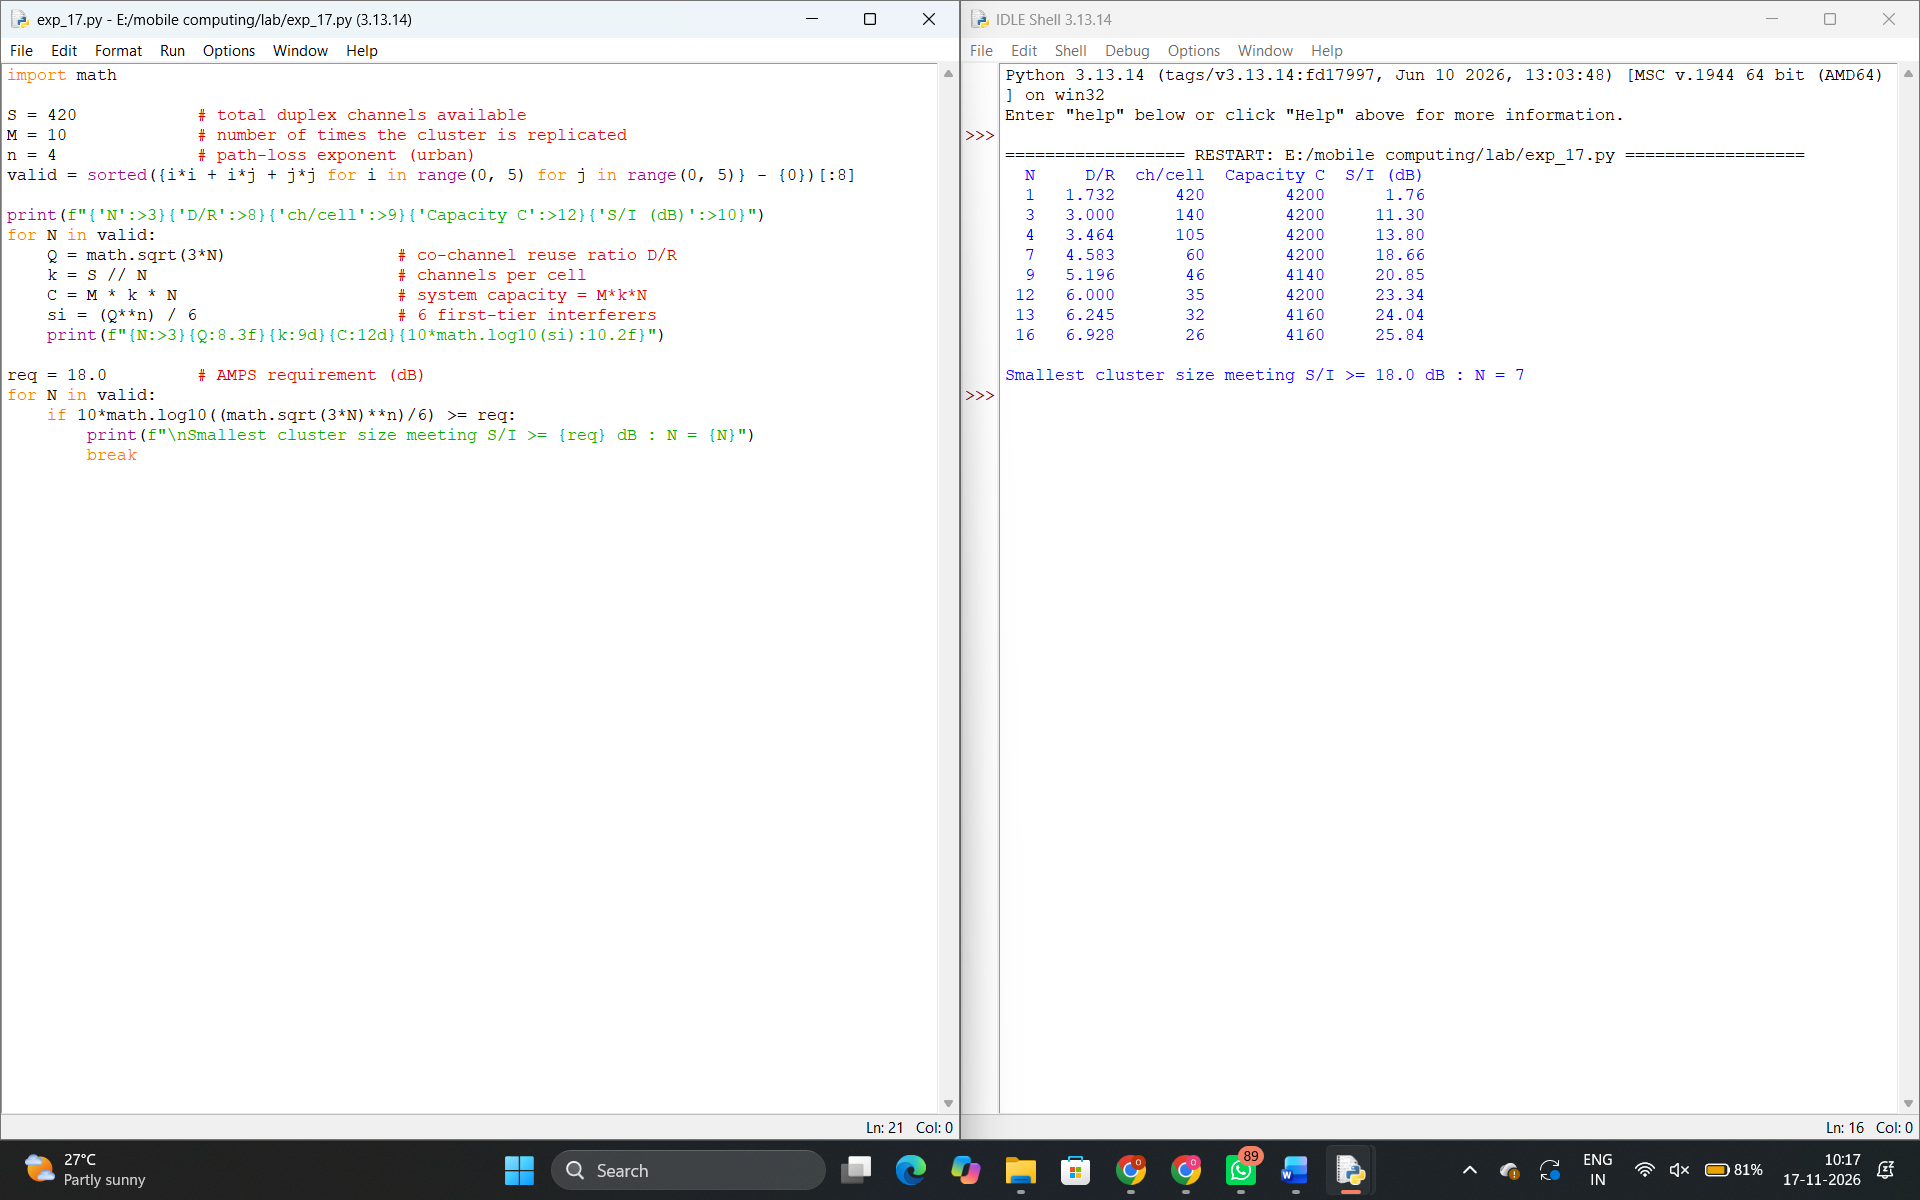 exp_17.py - E:/mobile computing/lab/exp_17.py (3.13.14)
File Edit Format Run Options Window Help
import math

S = 420            # total duplex channels available
M = 10             # number of times the cluster is replicated
n = 4              # path-loss exponent (urban)
valid = sorted({i*i + i*j + j*j for i in range(0, 5) for j in range(0, 5)} - {0})[:8]

print(f"{'N':>3}{'D/R':>8}{'ch/cell':>9}{'Capacity C':>12}{'S/I (dB)':>10}")
for N in valid:
    Q = math.sqrt(3*N)                 # co-channel reuse ratio D/R
    k = S // N                         # channels per cell
    C = M * k * N                      # system capacity = M*k*N
    si = (Q**n) / 6                    # 6 first-tier interferers
    print(f"{N:>3}{Q:8.3f}{k:9d}{C:12d}{10*math.log10(si):10.2f}")

req = 18.0         # AMPS requirement (dB)
for N in valid:
    if 10*math.log10((math.sqrt(3*N)**n)/6) >= req:
        print(f"\nSmallest cluster size meeting S/I >= {req} dB : N = {N}")
        break
Ln: 21 Col: 0
IDLE Shell 3.13.14
File Edit Shell Debug Options Window Help
Python 3.13.14 (tags/v3.13.14:fd17997, Jun 10 2026, 13:03:48) [MSC v.1944 64 bit (AMD64)
] on win32
Enter "help" below or click "Help" above for more information.
>>>
================== RESTART: E:/mobile computing/lab/exp_17.py ==================
  N     D/R  ch/cell  Capacity C  S/I (dB)
  1   1.732      420        4200      1.76
  3   3.000      140        4200     11.30
  4   3.464      105        4200     13.80
  7   4.583       60        4200     18.66
  9   5.196       46        4140     20.85
 12   6.000       35        4200     23.34
 13   6.245       32        4160     24.04
 16   6.928       26        4160     25.84

Smallest cluster size meeting S/I >= 18.0 dB : N = 7
>>>
Ln: 16 Col: 0
27°C
Partly sunny
Search
89
ENG
IN
81%
10:17
17-11-2026